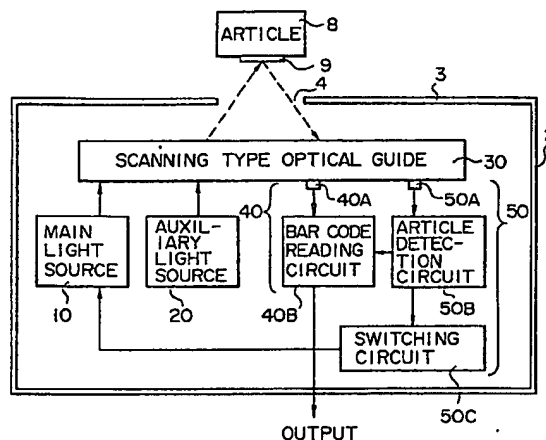 ARTICLE
8
9
4
3
SCANNING TYPE OPTICAL GUIDE
30
40
40A
50A
50
MAIN
LIGHT
SOURCE
10
AUXIL-
IARY
LIGHT
SOURCE
20
BAR CODE
READING
CIRCUIT
40B
ARTICLE
DETEC-
TION
CIRCUIT
50B
SWITCHING
CIRCUIT
50C
OUTPUT